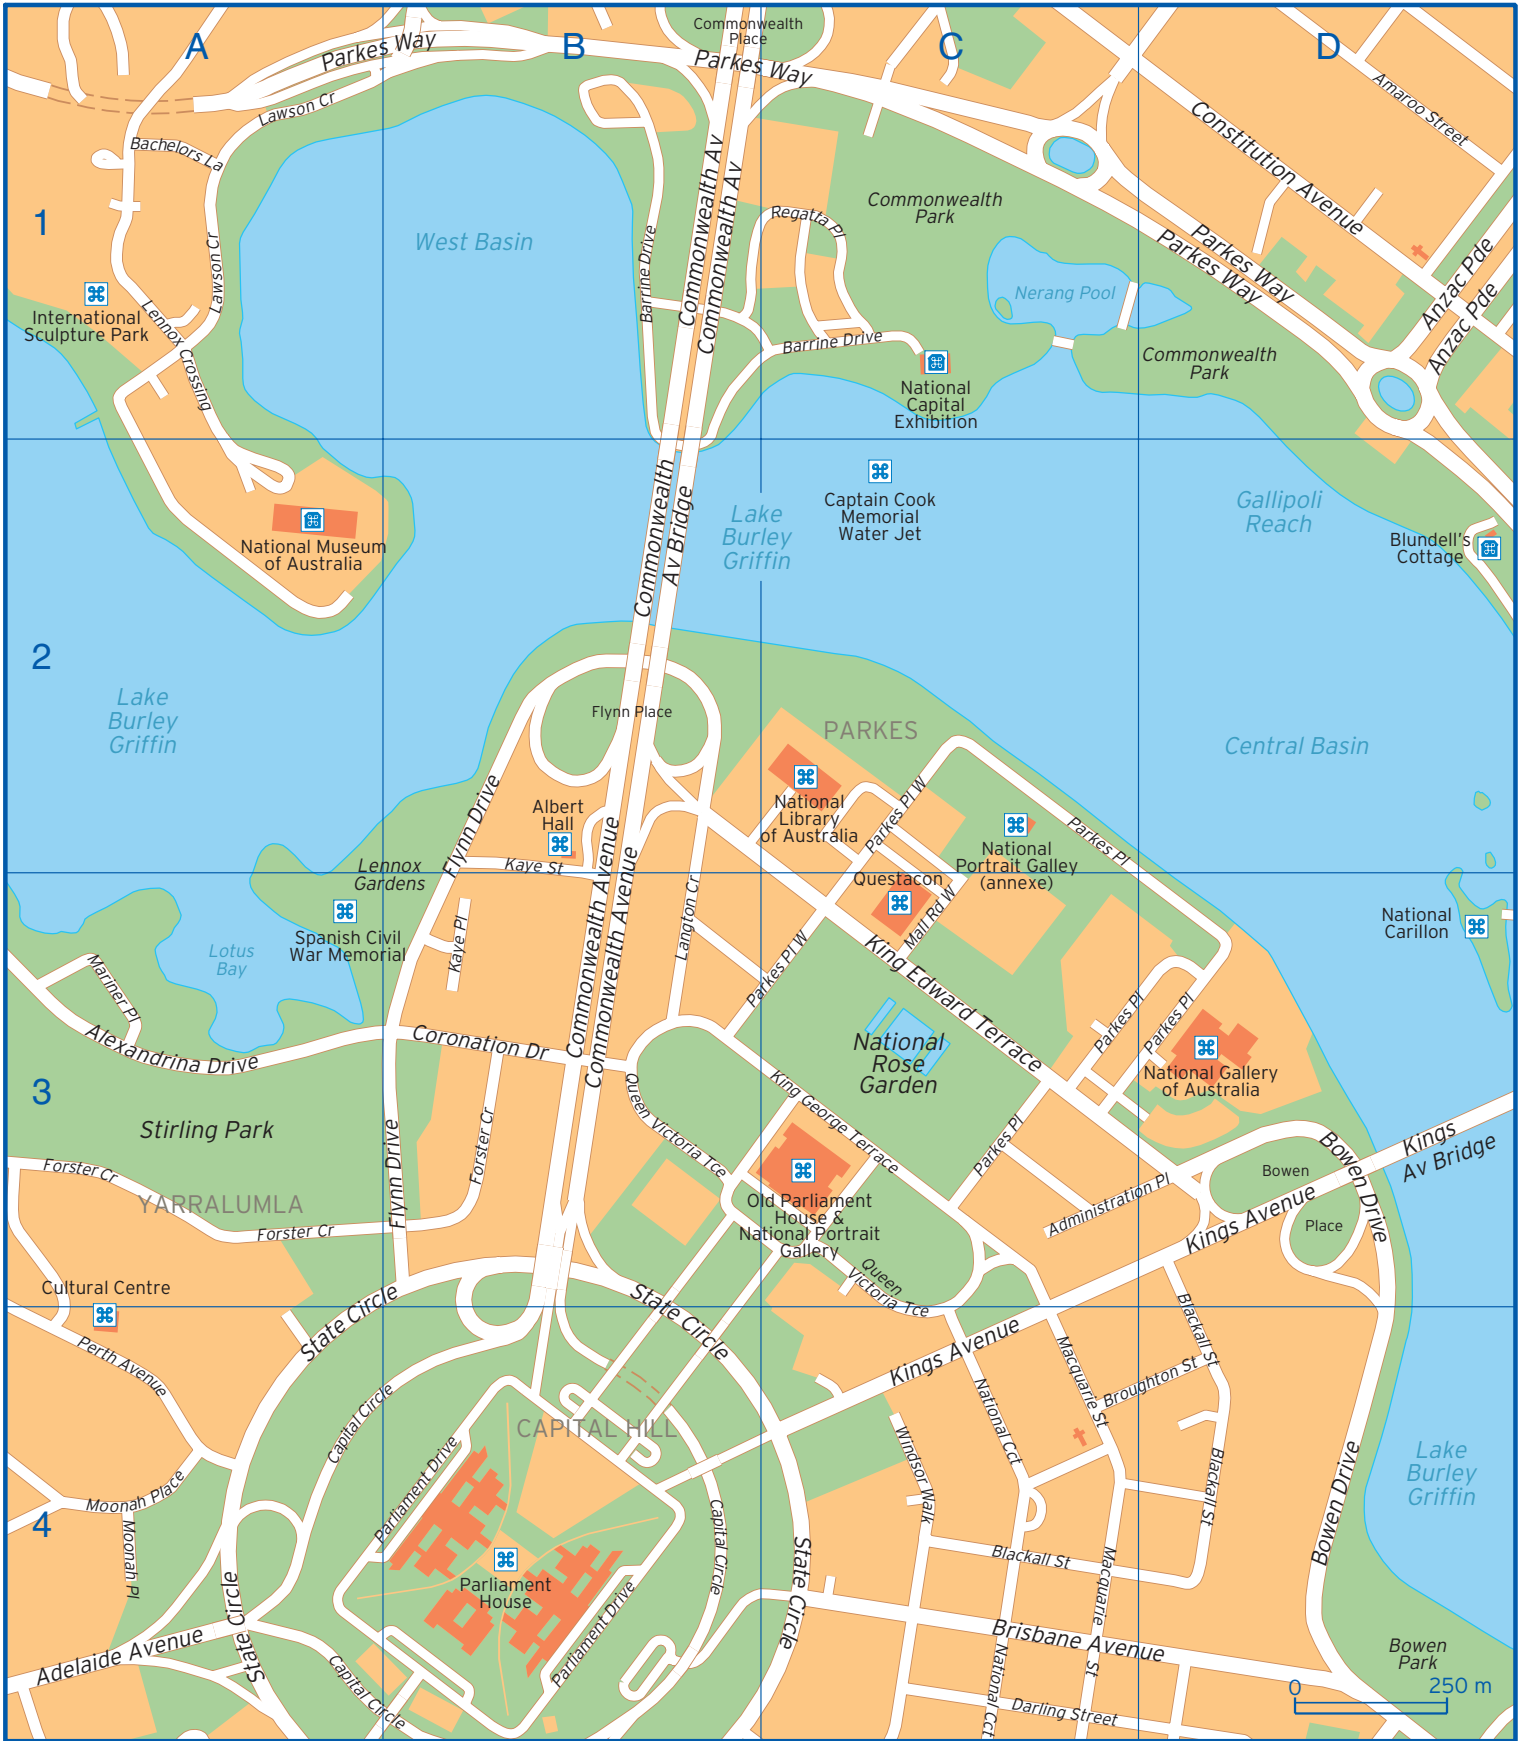 A
B
C
D
1
2
3
4
Commonwealth
Place
Parkes Way
Parkes Way
Lawson Cr
Bachelors La
Amaroo Street
Constitution Avenue
Commonwealth Av
Commonwealth Av
Commonwealth
Park
Regatta Pl
West Basin
Barrine Drive
Lawson Cr
Parkes Way
Parkes Way
Anzac Pde
Anzac Pde
Nerang Pool
International
Sculpture Park
Lennox Crossing
Barrine Drive
Commonwealth
Park
National
Capital
Exhibition
Captain Cook
Memorial
Water Jet
Gallipoli
Reach
Lake
Burley
Griffin
Commonwealth
Av Bridge
National Museum
of Australia
Blundell's
Cottage
Lake
Burley
Griffin
Flynn Place
PARKES
Central Basin
Flynn Drive
Albert
Hall
National
Library
of Australia
Parkes Pl W
Parkes Pl
National
Portrait Galley
(annexe)
Kaye St
Lennox
Gardens
Commonwealth Avenue
Commonwealth Avenue
Questacon
Mall Rd W
Langton Cr
National
Carillon
Spanish Civil
War Memorial
Lotus
Bay
Kaye Pl
Mariner Pl
King Edward Terrace
Parkes Pl W
Parkes Pl
Parkes Pl
Alexandrina Drive
Coronation Dr
National
Rose
Garden
National Gallery
of Australia
Queen Victoria Tce
King George Terrace
Stirling Park
Forster Cr
Flynn Drive
Parkes Pl
Kings
Av Bridge
Bowen Drive
Bowen
Place
Forster Cr
YARRALUMLA
Forster Cr
Old Parliament
House &
National Portrait
Gallery
Administration Pl
Kings Avenue
Queen
Victoria Tce
Cultural Centre
State Circle
State Circle
Blackall St
Perth Avenue
Kings Avenue
Macquarie St
Broughton St
Capital Circle
National Cct
CAPITAL HILL
Windsor Walk
Parliament Drive
Blackall St
Bowen Drive
Lake
Burley
Griffin
Moonah Place
Moonah Pl
Capital Circle
State Circle
Blackall St
Parliament
House
Macquarie St
State Circle
Parliament Drive
Adelaide Avenue
Capital Circle
Brisbane Avenue
National Cct
Darling Street
Bowen
Park
0
250 m